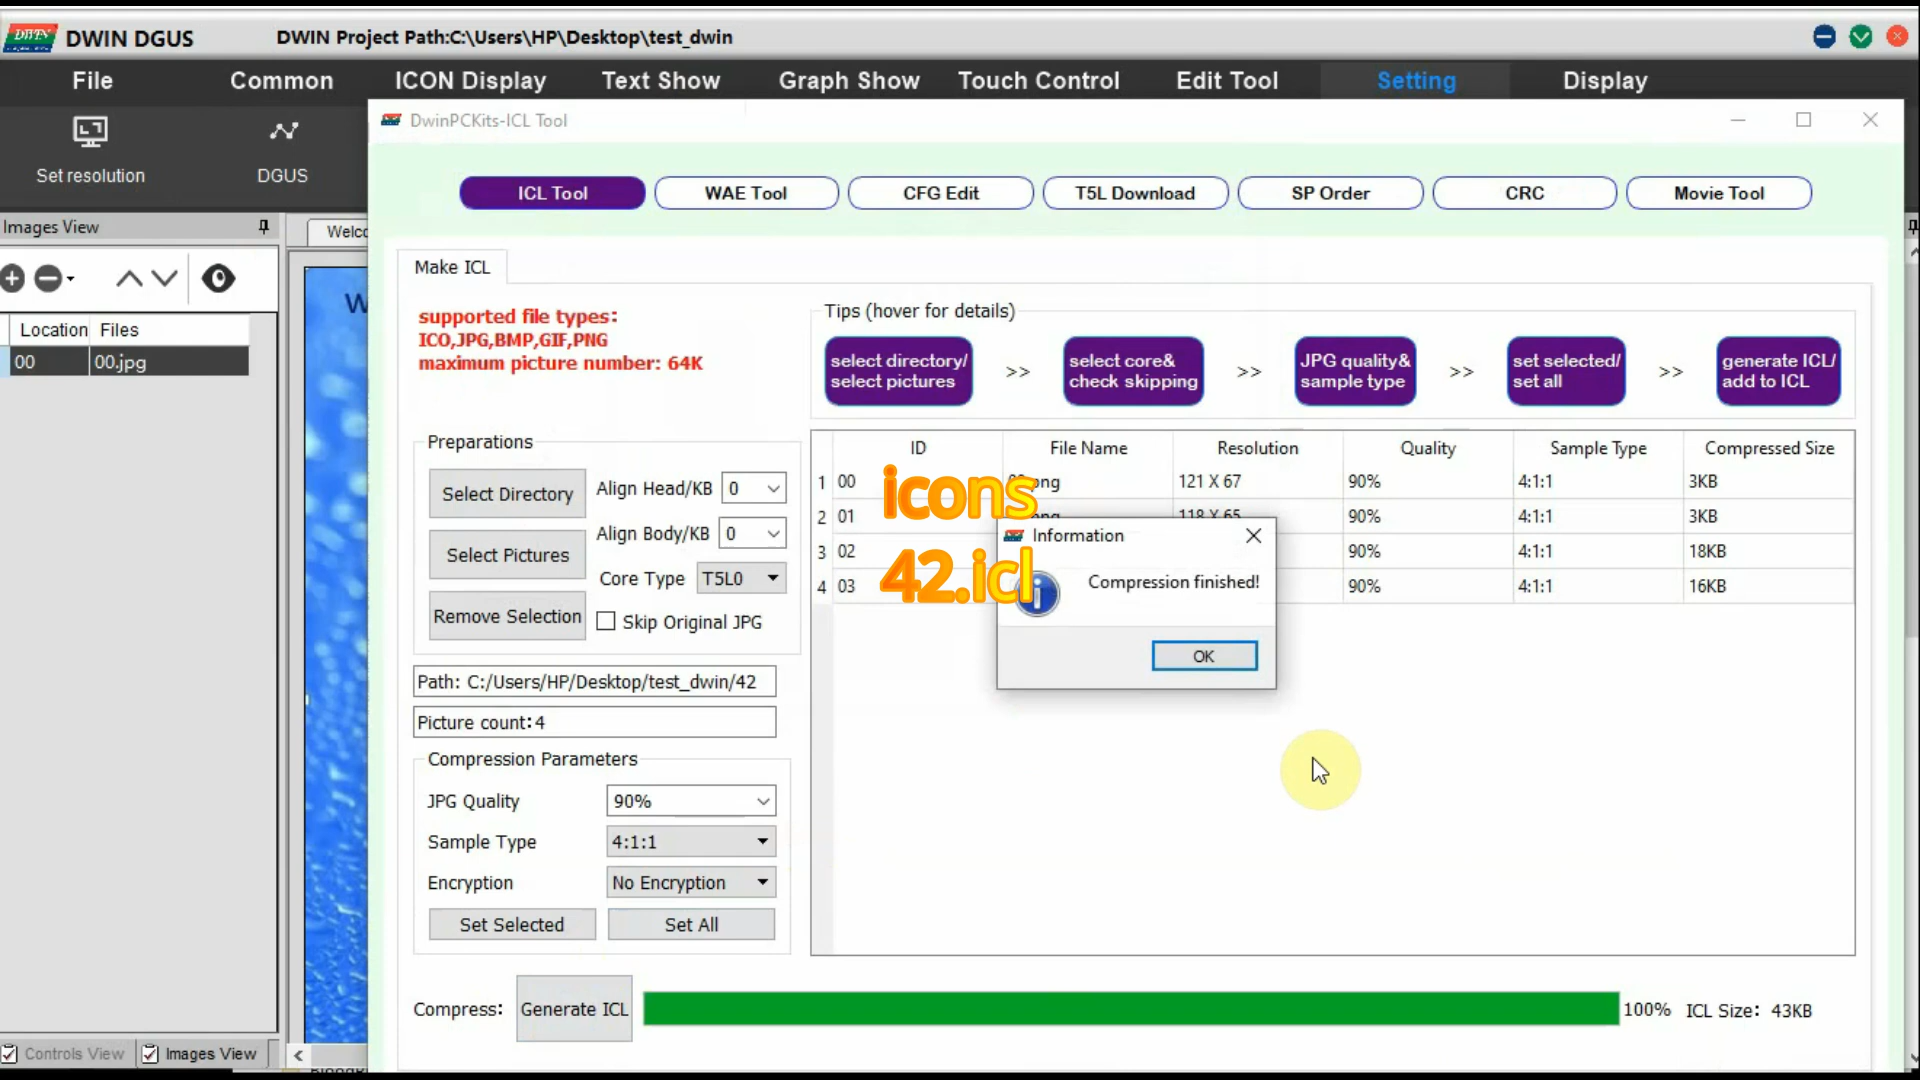 DWIN DGUS
DWIN Project Path:C:\Users\HP\Desktop\test_dwin
File Common ICON Display Text Show Graph Show Touch Control Edit Tool Setting Display
Set resolution DGUS
DwinPCKits-ICL Tool
ICL Tool WAE Tool CFG Edit T5L Download SP Order CRC Movie Tool
Images View
Location Files
00 00.jpg
Make ICL
supported file types:
ICO,JPG,BMP,GIF,PNG
maximum picture number: 64K
Tips (hover for details)
select directory/
select pictures
>>
select core&
check skipping
>>
JPG quality&
sample type
>>
set selected/
set all
>>
generate ICL/
add to ICL
Preparations
Select Directory Align Head/KB 0
Align Body/KB 0
Select Pictures
Core Type T5L0
Remove Selection Skip Original JPG
Path: C:/Users/HP/Desktop/test_dwin/42
Picture count:4
Compression Parameters
JPG Quality 90%
Sample Type 4:1:1
Encryption No Encryption
Set Selected Set All
ID File Name Resolution Quality Sample Type Compressed Size
1 00 121 X 67 90% 4:1:1 3KB
2 01 118 X 65 90% 4:1:1 3KB
3 02 90% 4:1:1 18KB
4 03 90% 4:1:1 16KB
icons
42.icl
Information
Compression finished!
OK
Compress: Generate ICL 100% ICL Size: 43KB
Controls View Images View